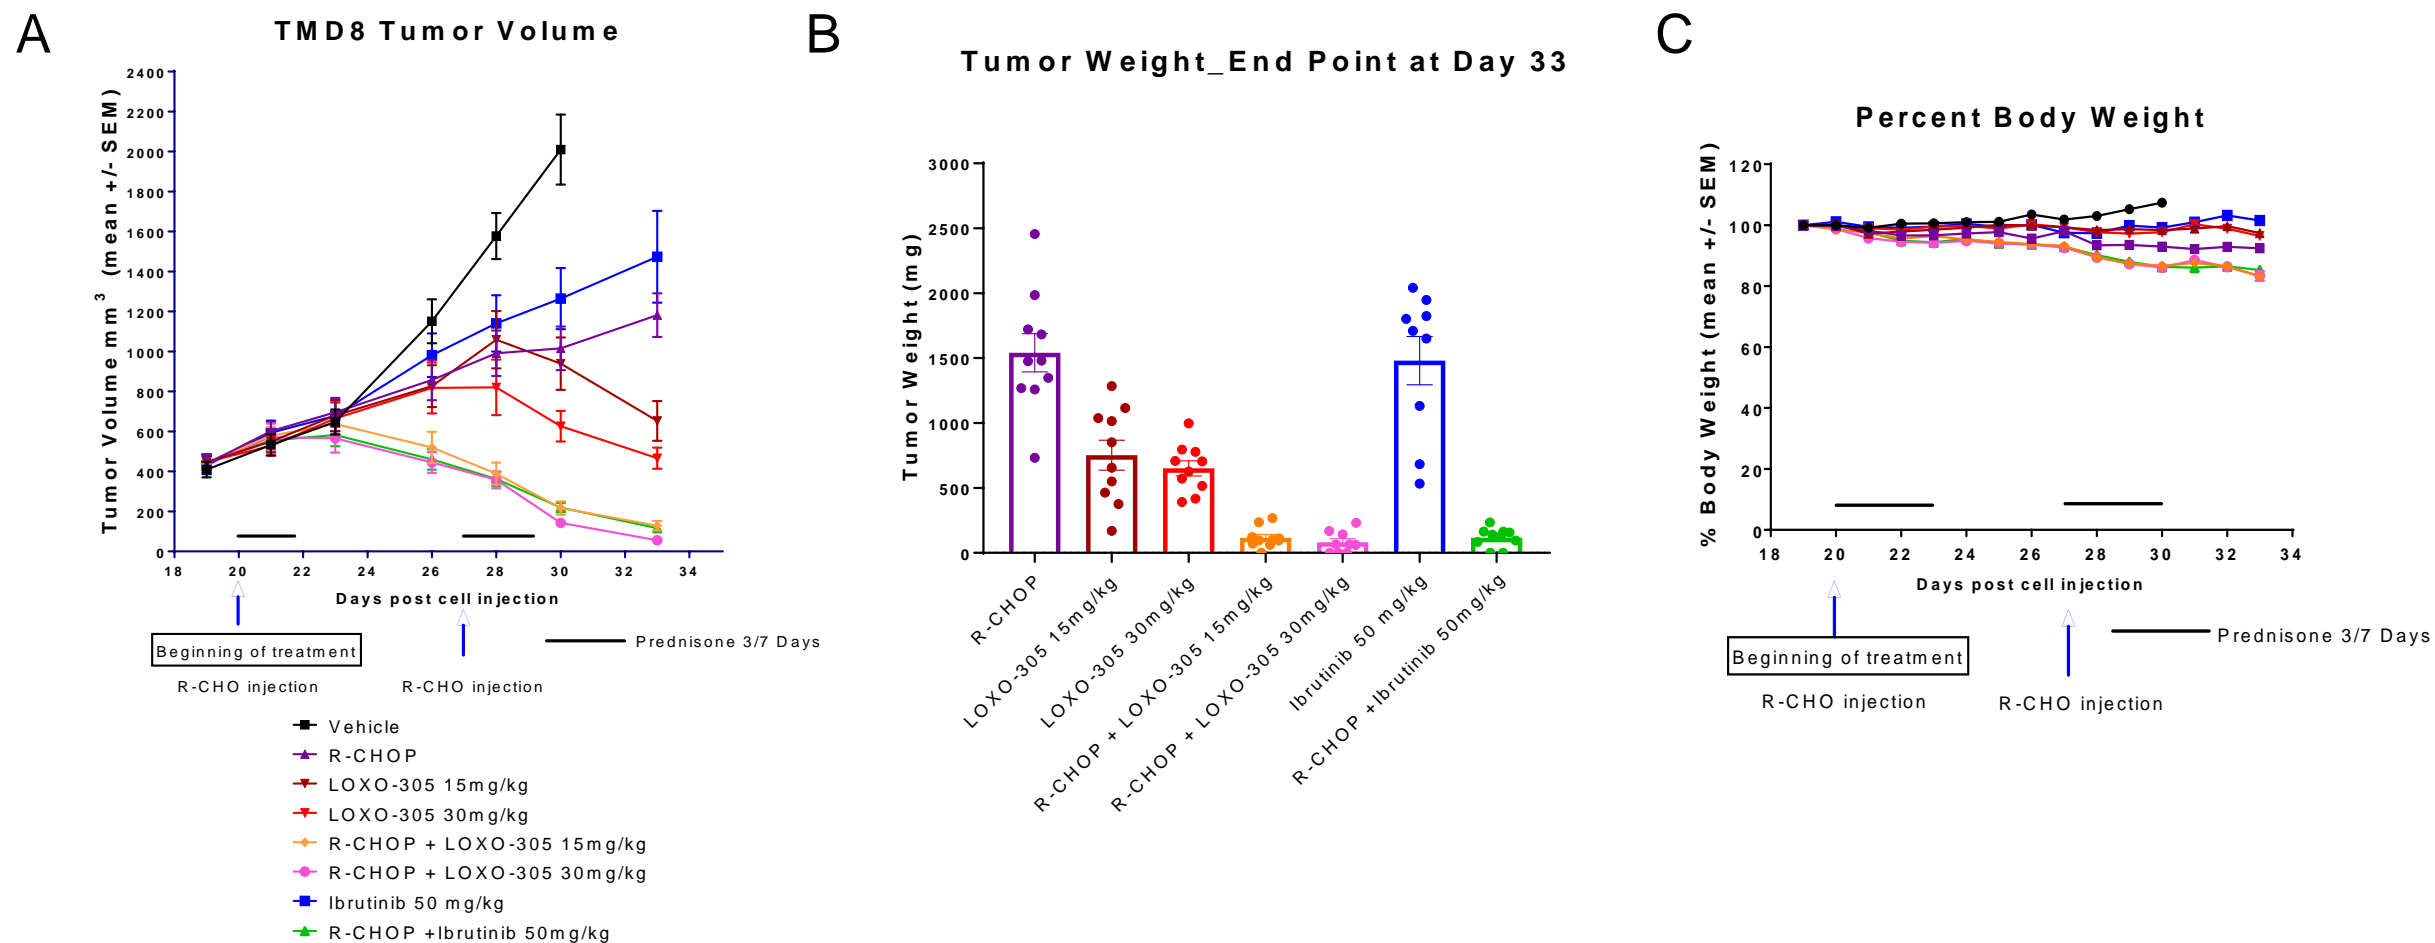 A
TMD8 Tumor Volume
Tumor Volume mm³ (mean +/- SEM)
2400
2200
2000
1800
1600
1400
1200
1000
800
600
400
200
0
18 20 22 24 26 28 30 32 34
Days post cell injection
Beginning of treatment
R-CHO injection
R-CHO injection
Prednisone 3/7 Days
Vehicle
R-CHOP
LOXO-305 15mg/kg
LOXO-305 30mg/kg
R-CHOP + LOXO-305 15mg/kg
R-CHOP + LOXO-305 30mg/kg
Ibrutinib 50 mg/kg
R-CHOP +Ibrutinib 50mg/kg
B
Tumor Weight_End Point at Day 33
Tumor Weight (mg)
3000
2500
2000
1500
1000
500
0
R-CHOP
LOXO-305 15mg/kg
LOXO-305 30mg/kg
R-CHOP + LOXO-305 15mg/kg
R-CHOP + LOXO-305 30mg/kg
Ibrutinib 50 mg/kg
R-CHOP +Ibrutinib 50mg/kg
C
Percent Body Weight
% Body Weight (mean +/- SEM)
120
100
80
60
40
20
0
18 20 22 24 26 28 30 32 34
Days post cell injection
Beginning of treatment
R-CHO injection
R-CHO injection
Prednisone 3/7 Days